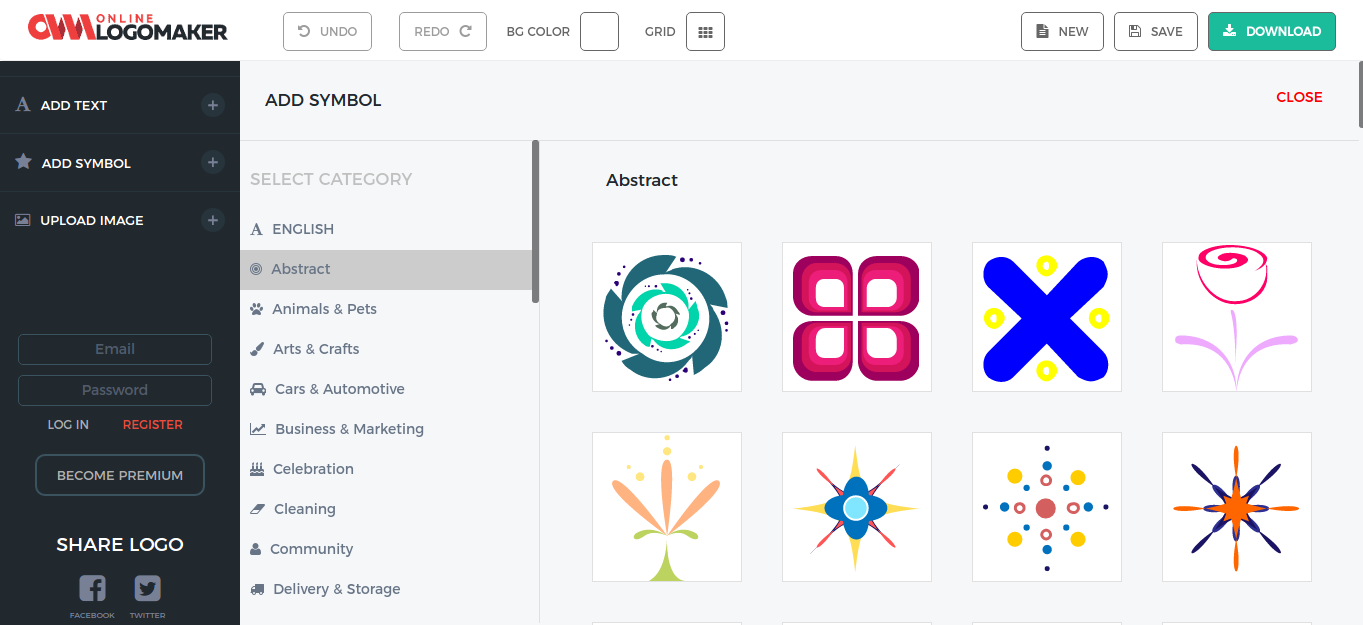 ONLINE
LOGOMAKER
UNDO
REDO
BG COLOR
GRID
NEW
SAVE
DOWNLOAD
ADD TEXT
ADD SYMBOL
UPLOAD IMAGE
Email
Password
LOG IN
REGISTER
BECOME PREMIUM
SHARE LOGO
FACEBOOK
TWITTER
ADD SYMBOL
CLOSE
SELECT CATEGORY
ENGLISH
Abstract
Animals & Pets
Arts & Crafts
Cars & Automotive
Business & Marketing
Celebration
Cleaning
Community
Delivery & Storage
Abstract